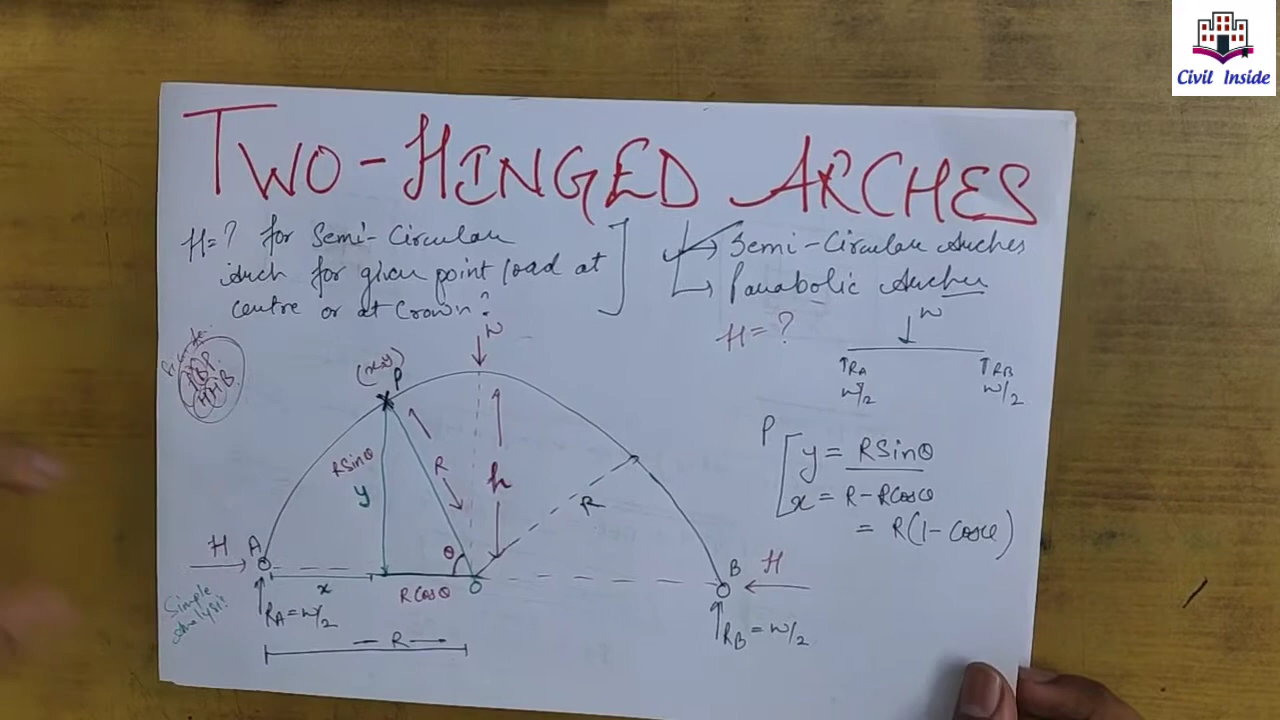 Civil Inside
TWO-HINGED ARCHES
H=? for Semi-Circular
Arch for given point load at
centre or at Crown?
Semi-Circular Arches
Parabolic Arches
H=?
W
RA
W/2
RB
W/2
W
(x,y)
P
RSinθ
y
R
h
R
θ
H
A
x
RCosθ
O
B
H
Simple
Analysis
RA=W/2
RB=W/2
R
P
y = RSinθ
x = R-RCosθ
= R(1-Cosθ)